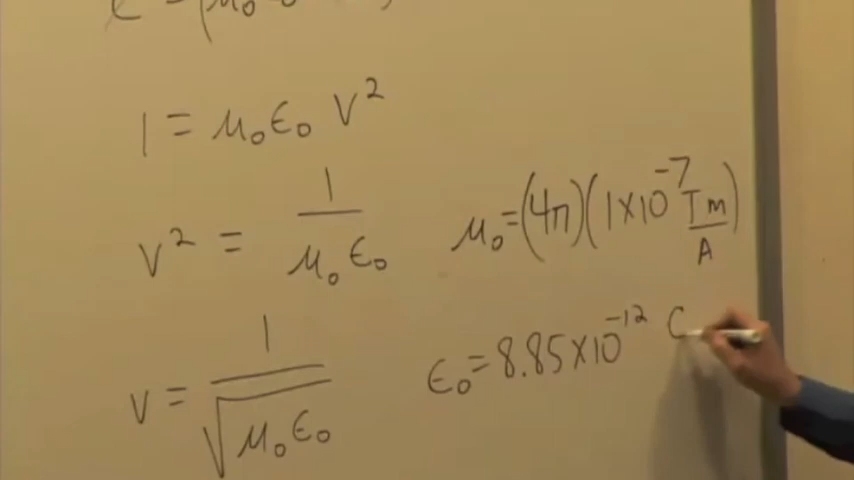 1 = μ₀ε₀ v²
v² = 1/(μ₀ε₀)
μ₀ = (4π)(1×10⁻⁷ Tm/A)
v = 1/√(μ₀ε₀)
ε₀ = 8.85×10⁻¹² C